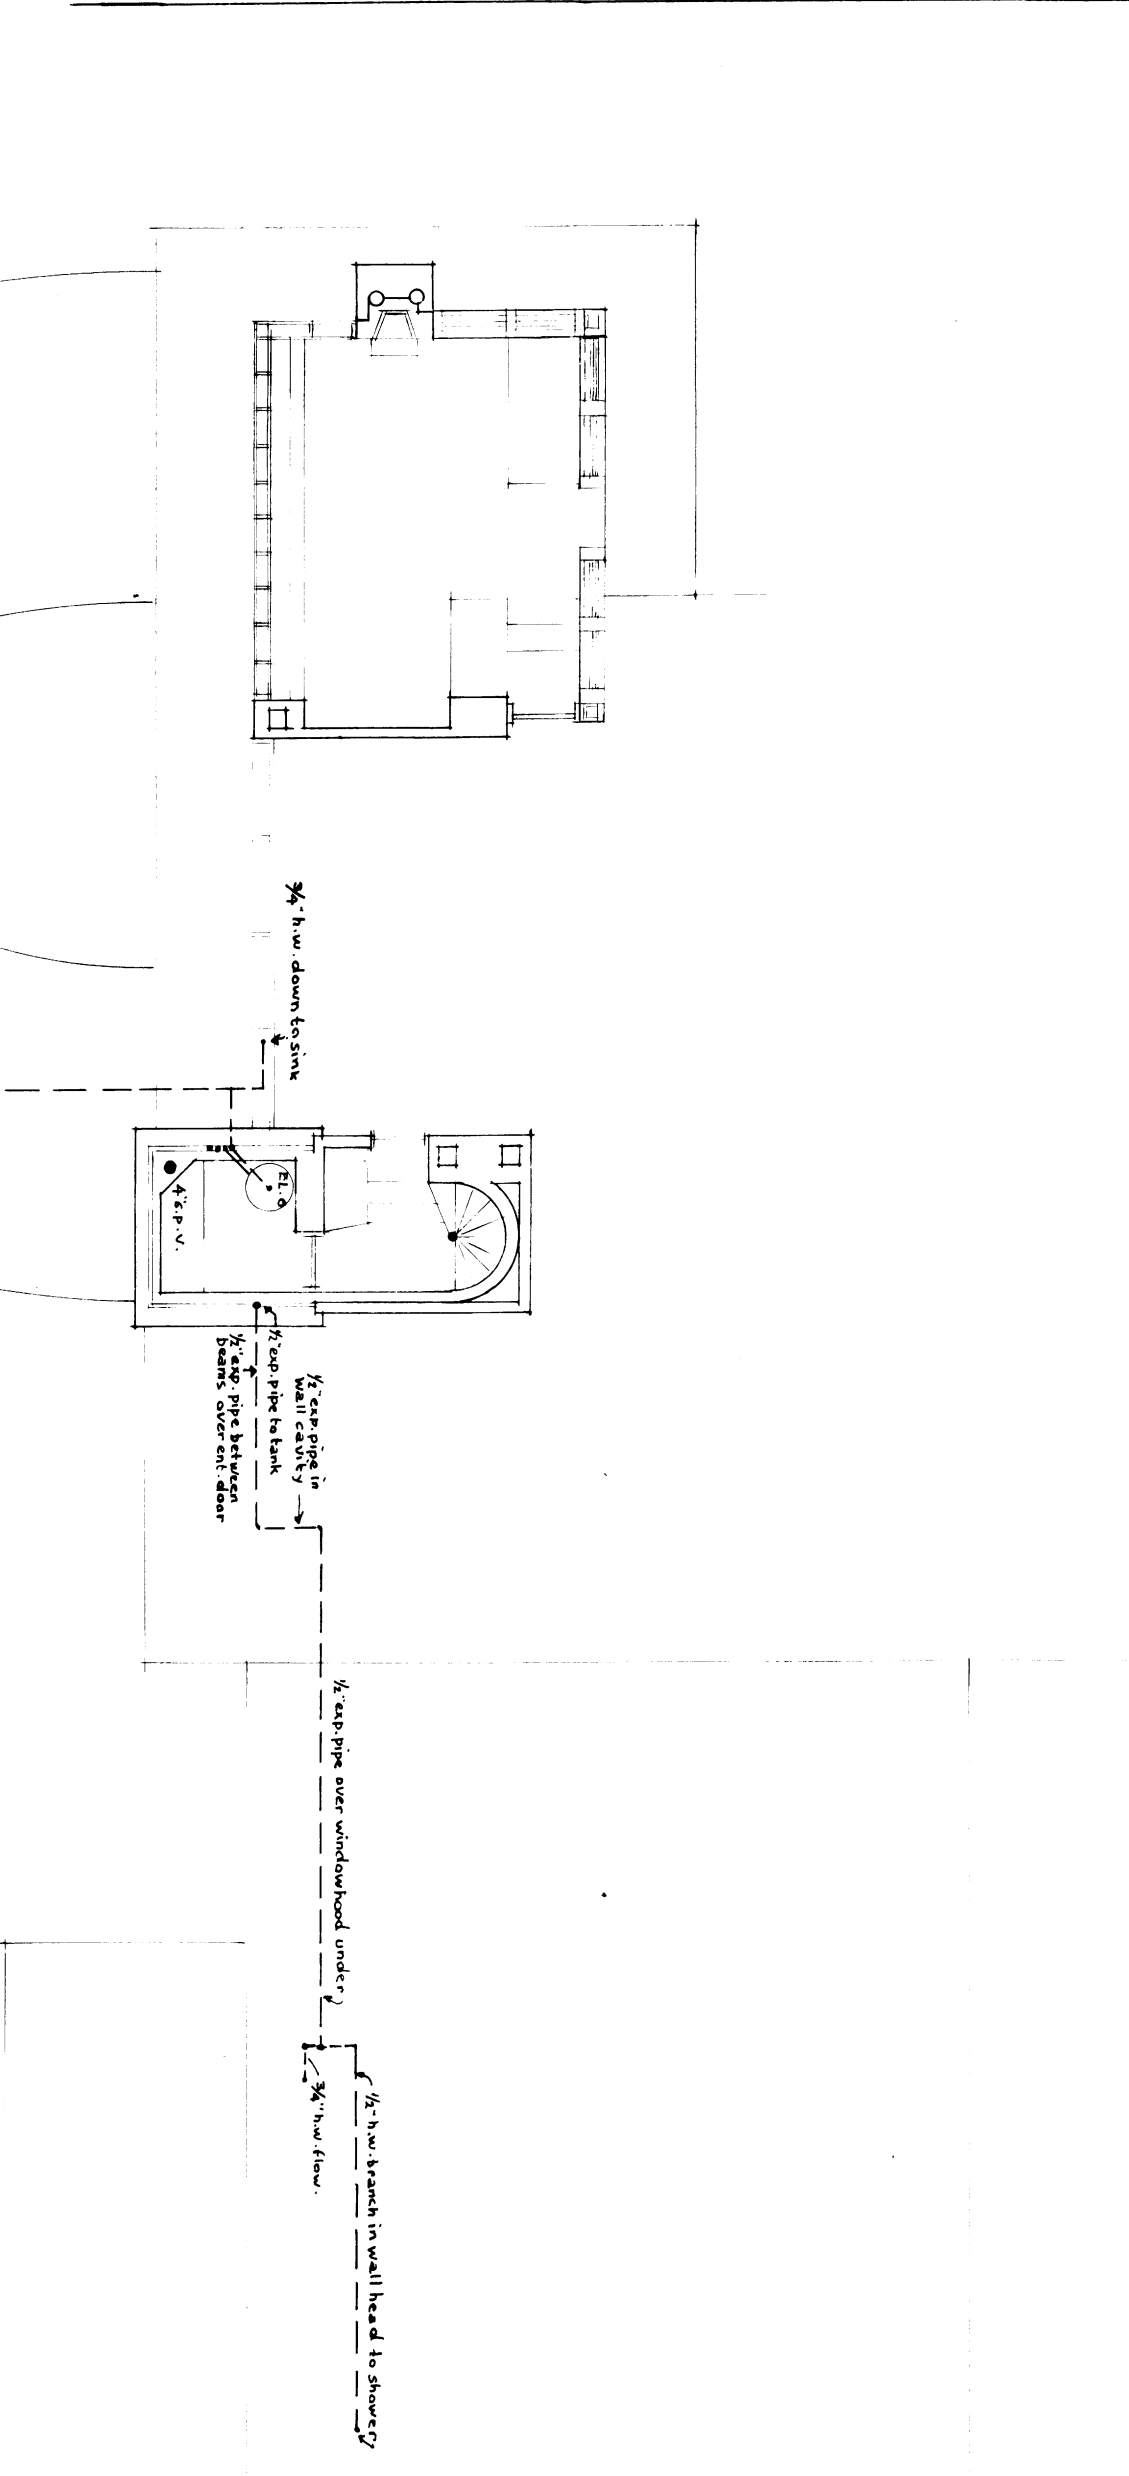 3/4" h.w. down to sink
EL. 6
4" s.p.v.
1/2" exp. pipe to tank
1/2" exp. pipe between
beams over ent. door
1/2" exp. pipe in
wall cavity
1/2" exp. pipe over windowhood under
3/4" h.w. flow.
1/2" h.w. branch in wall head to shower